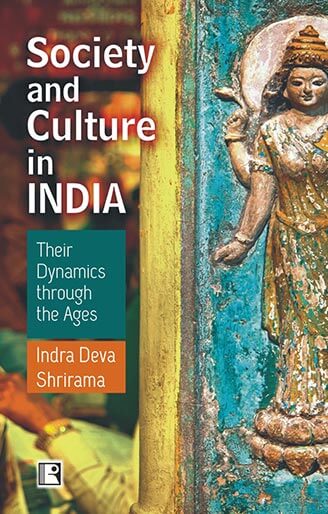 Society
and
Culture
in
INDIA
Their
Dynamics
through
the Ages
Indra Deva
Shrirama
R